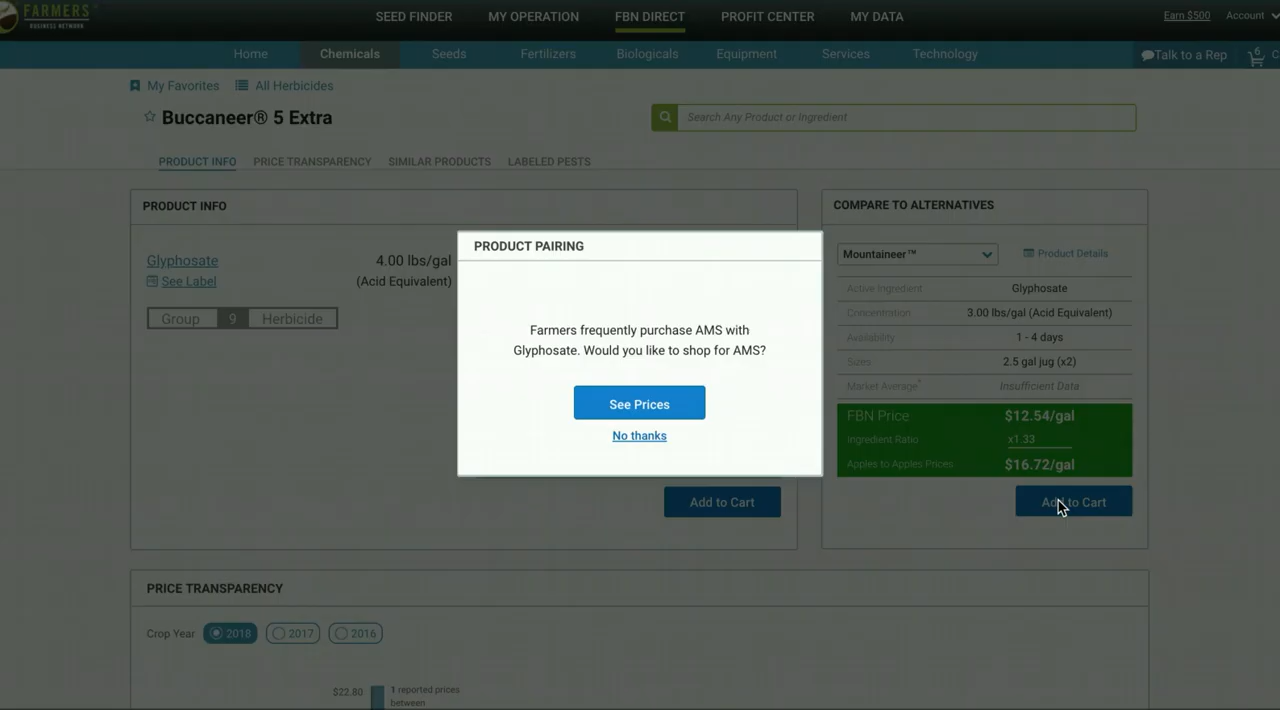 FARMERS
BUSINESS NETWORK
SEED FINDER
MY OPERATION
FBN DIRECT
PROFIT CENTER
MY DATA
Earn $500
Account
Home
Chemicals
Seeds
Fertilizers
Biologicals
Equipment
Services
Technology
Talk to a Rep
6
My Favorites
All Herbicides
Buccaneer® 5 Extra
Search Any Product or Ingredient
PRODUCT INFO
PRICE TRANSPARENCY
SIMILAR PRODUCTS
LABELED PESTS
PRODUCT INFO
Glyphosate
4.00 lbs/gal
See Label
(Acid Equivalent)
Group 9 Herbicide
Add to Cart
PRODUCT PAIRING
Farmers frequently purchase AMS with
Glyphosate. Would you like to shop for AMS?
See Prices
No thanks
COMPARE TO ALTERNATIVES
Mountaineer™
Product Details
Active Ingredient Glyphosate
Concentration 3.00 lbs/gal (Acid Equivalent)
Availability 1 - 4 days
Sizes 2.5 gal jug (x2)
Market Average* Insufficient Data
FBN Price $12.54/gal
Ingredient Ratio x1.33
Apples to Apples Prices $16.72/gal
Add to Cart
PRICE TRANSPARENCY
Crop Year 2018 2017 2016
$22.80
1 reported prices
between